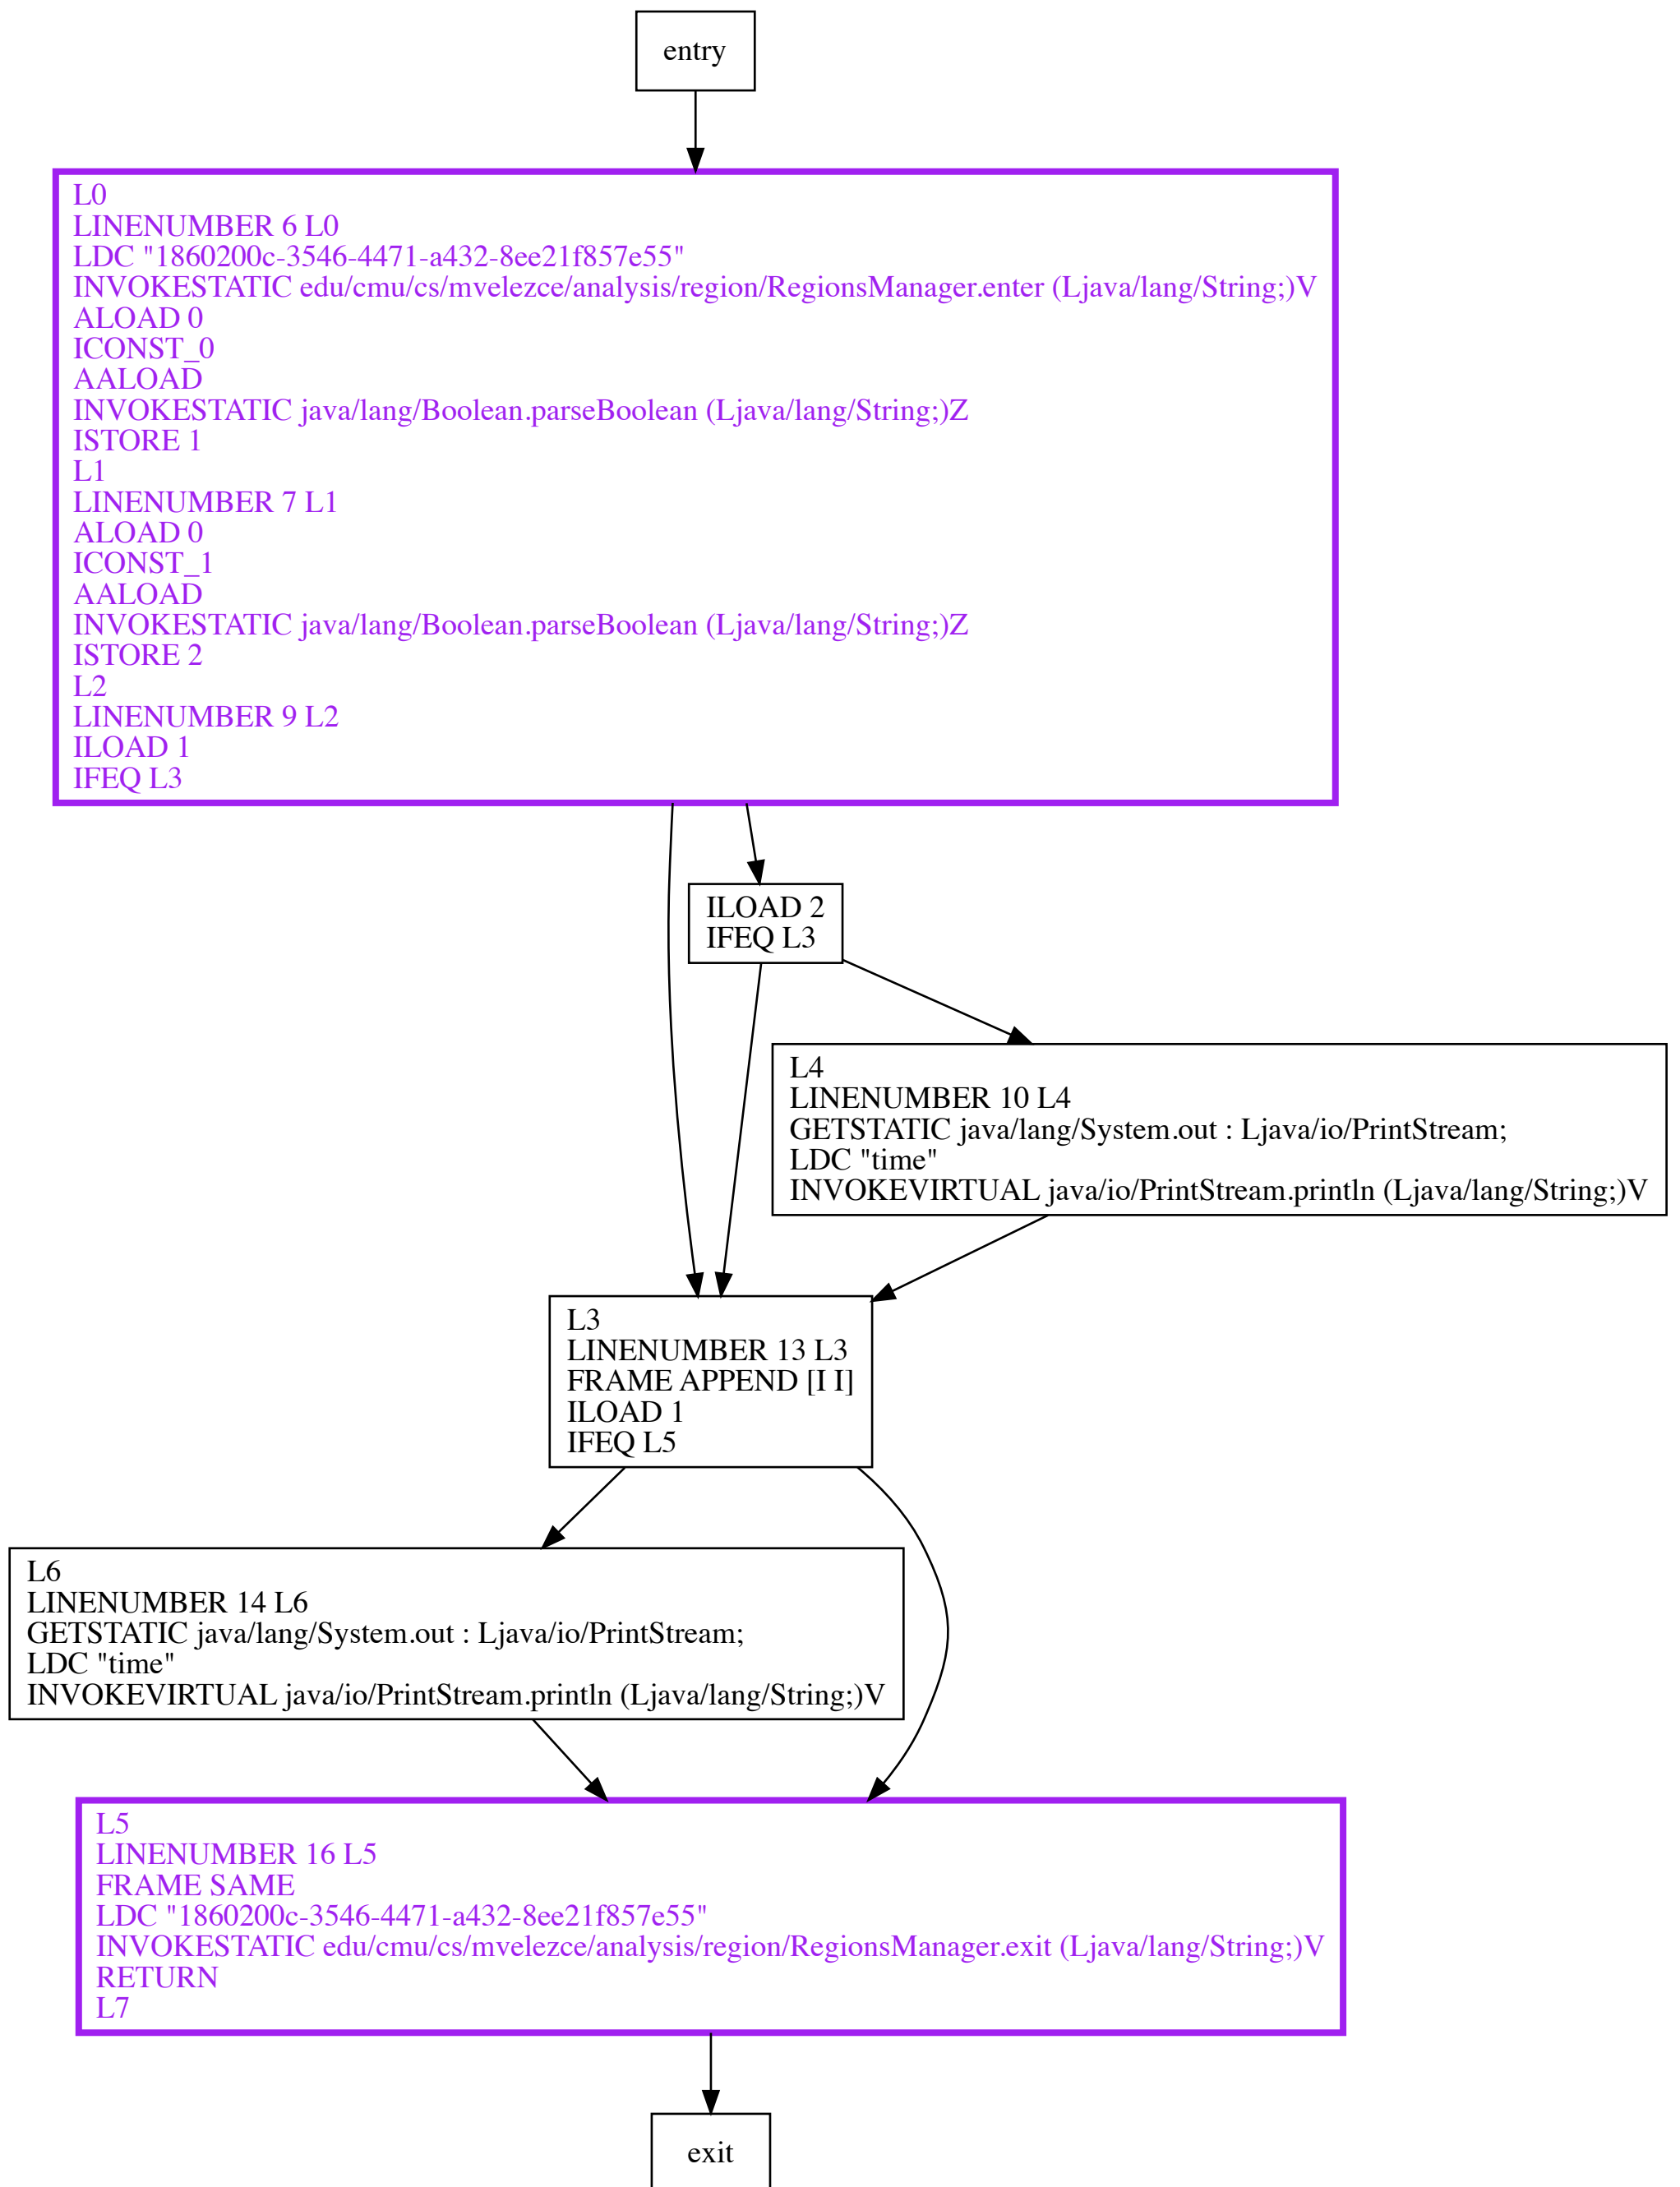 entry
L0
LINENUMBER 6 L0
LDC "1860200c-3546-4471-a432-8ee21f857e55"
INVOKESTATIC edu/cmu/cs/mvelezce/analysis/region/RegionsManager.enter (Ljava/lang/String;)V
ALOAD 0
ICONST_0
AALOAD
INVOKESTATIC java/lang/Boolean.parseBoolean (Ljava/lang/String;)Z
ISTORE 1
L1
LINENUMBER 7 L1
ALOAD 0
ICONST_1
AALOAD
INVOKESTATIC java/lang/Boolean.parseBoolean (Ljava/lang/String;)Z
ISTORE 2
L2
LINENUMBER 9 L2
ILOAD 1
IFEQ L3
ILOAD 2
IFEQ L3
L4
LINENUMBER 10 L4
GETSTATIC java/lang/System.out : Ljava/io/PrintStream;
LDC "time"
INVOKEVIRTUAL java/io/PrintStream.println (Ljava/lang/String;)V
L3
LINENUMBER 13 L3
FRAME APPEND [I I]
ILOAD 1
IFEQ L5
L6
LINENUMBER 14 L6
GETSTATIC java/lang/System.out : Ljava/io/PrintStream;
LDC "time"
INVOKEVIRTUAL java/io/PrintStream.println (Ljava/lang/String;)V
L5
LINENUMBER 16 L5
FRAME SAME
LDC "1860200c-3546-4471-a432-8ee21f857e55"
INVOKESTATIC edu/cmu/cs/mvelezce/analysis/region/RegionsManager.exit (Ljava/lang/String;)V
RETURN
L7
exit